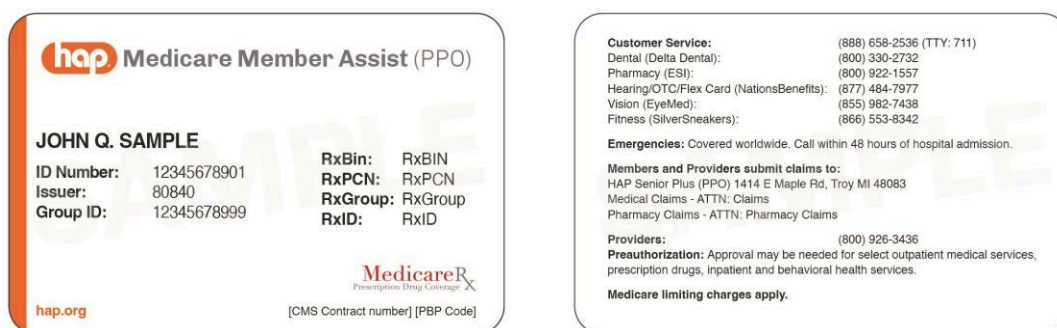 hap Medicare Member Assist (PPO)
JOHN Q. SAMPLE
ID Number: 12345678901
Issuer: 80840
Group ID: 12345678999
RxBin: RxBIN
RxPCN: RxPCN
RxGroup: RxGroup
RxID: RxID
MedicareRx
Prescription Drug Coverage
hap.org
[CMS Contract number] [PBP Code]
SAMPLE
Customer Service: (888) 658-2536 (TTY: 711)
Dental (Delta Dental): (800) 330-2732
Pharmacy (ESI): (800) 922-1557
Hearing/OTC/Flex Card (NationsBenefits): (877) 484-7977
Vision (EyeMed): (855) 982-7438
Fitness (SilverSneakers): (866) 553-8342
Emergencies: Covered worldwide. Call within 48 hours of hospital admission.
Members and Providers submit claims to:
HAP Senior Plus (PPO) 1414 E Maple Rd, Troy MI 48083
Medical Claims - ATTN: Claims
Pharmacy Claims - ATTN: Pharmacy Claims
Providers: (800) 926-3436
Preauthorization: Approval may be needed for select outpatient medical services,
prescription drugs, inpatient and behavioral health services.
Medicare limiting charges apply.
SAMPLE